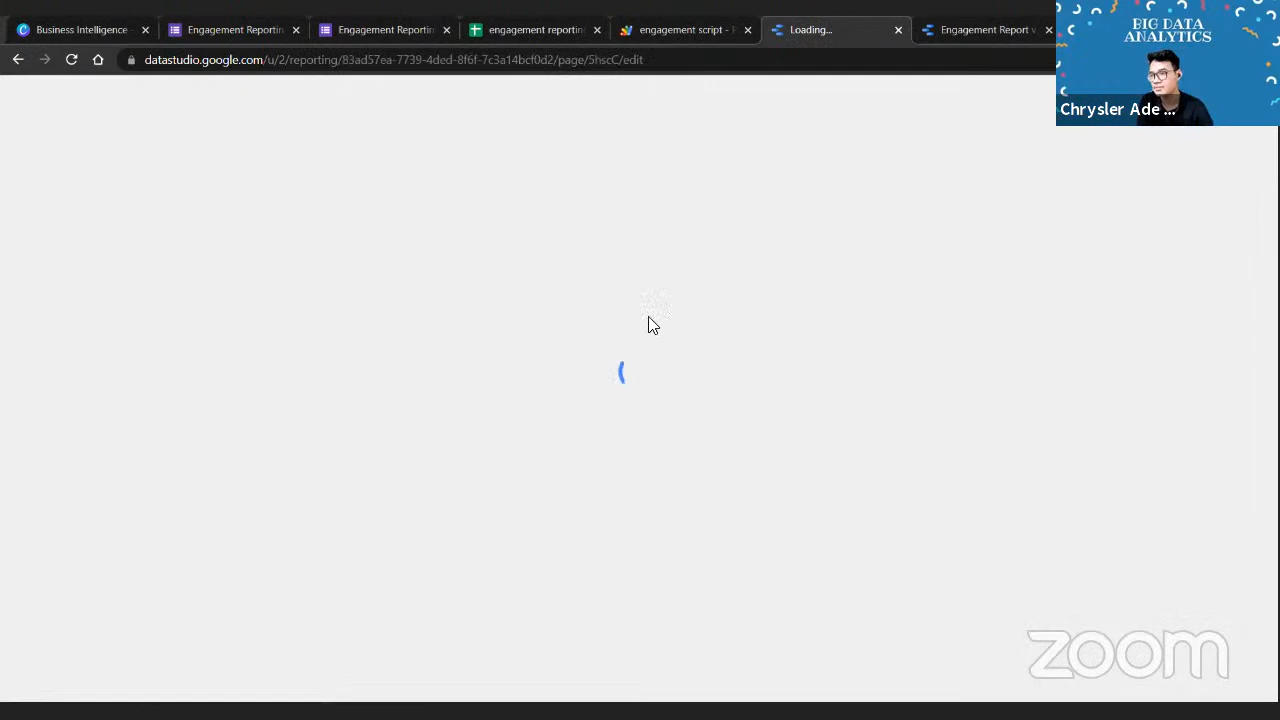 Business Intelligence
Engagement Reportin
Engagement Reportin
engagement reportin
engagement script - P
Loading...
Engagement Report v
datastudio.google.com/u/2/reporting/83ad57ea-7739-4ded-8f6f-7c3a14bcf0d2/page/5hscC/edit
BIG DATA
ANALYTICS
Chrysler Ade ...
zoom